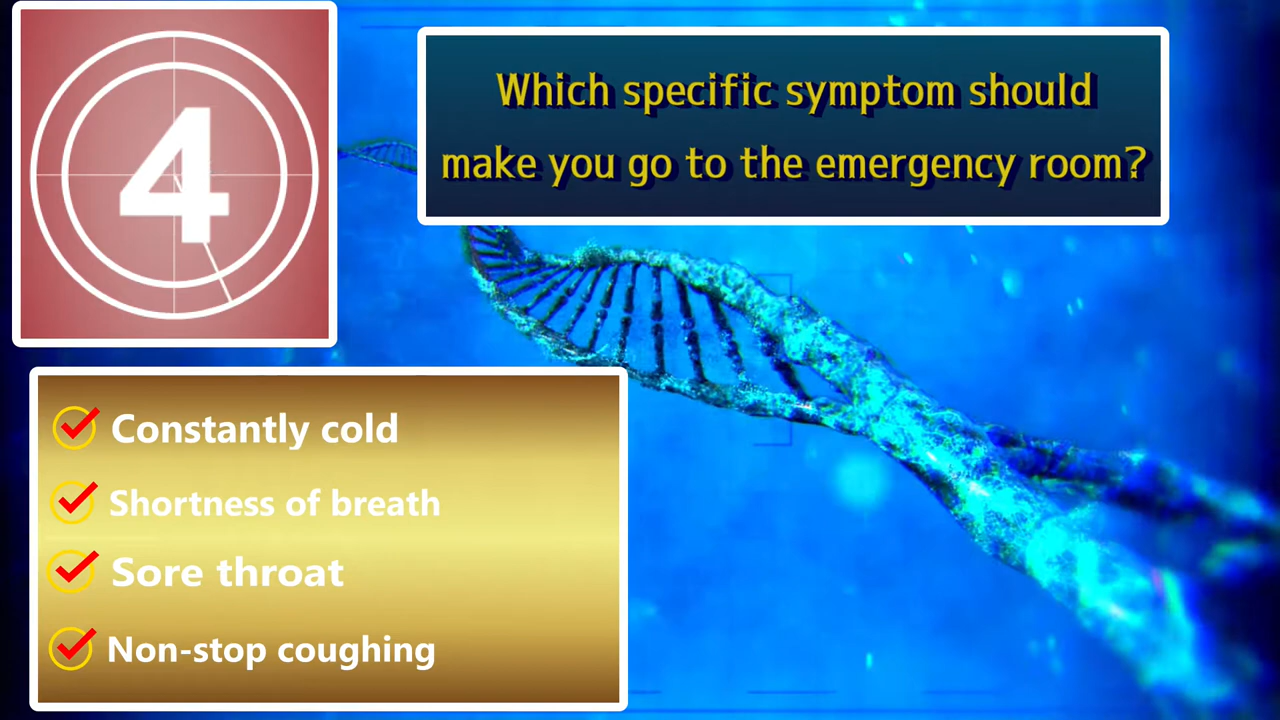 4
Which specific symptom should
make you go to the emergency room?
Constantly cold
Shortness of breath
Sore throat
Non-stop coughing